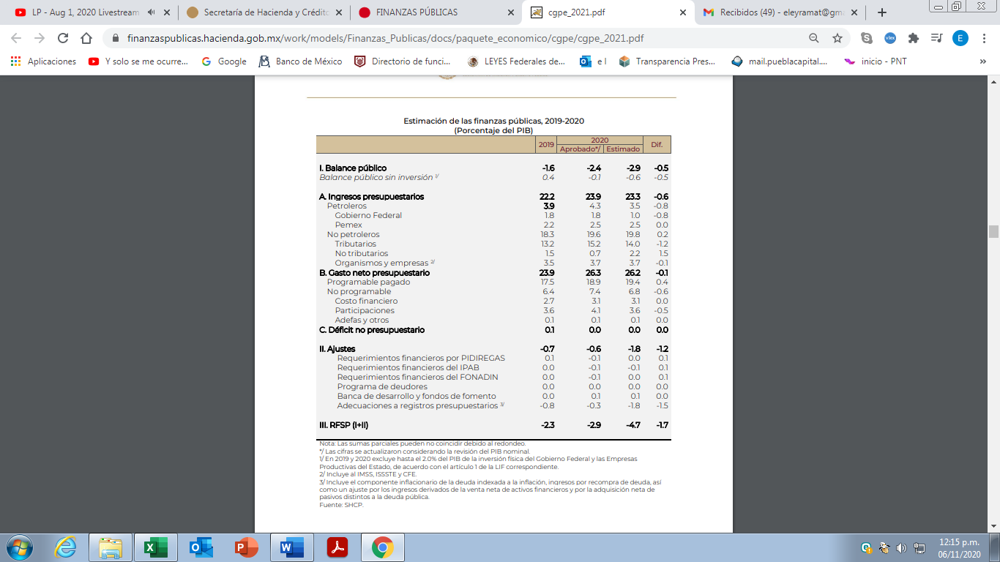 LP - Aug 1, 2020 Livestream
Secretaría de Hacienda y Crédito
FINANZAS PÚBLICAS
cgpe_2021.pdf
Recibidos (49) - eleyramat@gm
finanzaspublicas.hacienda.gob.mx/work/models/Finanzas_Publicas/docs/paquete_economico/cgpe/cgpe_2021.pdf
Aplicaciones Y solo se me ocurre... Google Banco de México Directorio de funci... LEYES Federales de... e l Transparencia Pres... mail.pueblacapital.... inicio - PNT »
Estimación de las finanzas públicas, 2019-2020
(Porcentaje del PIB)
2019 2020 Dif.
Aprobado*/ Estimado
I. Balance público -1.6 -2.4 -2.9 -0.5
Balance público sin inversión 1/ 0.4 -0.1 -0.6 -0.5
A. Ingresos presupuestarios 22.2 23.9 23.3 -0.6
Petroleros 3.9 4.3 3.5 -0.8
Gobierno Federal 1.8 1.8 1.0 -0.8
Pemex 2.2 2.5 2.5 0.0
No petroleros 18.3 19.6 19.8 0.2
Tributarios 13.2 15.2 14.0 -1.2
No tributarios 1.5 0.7 2.2 1.5
Organismos y empresas 2/ 3.5 3.7 3.7 -0.1
B. Gasto neto presupuestario 23.9 26.3 26.2 -0.1
Programable pagado 17.5 18.9 19.4 0.4
No programable 6.4 7.4 6.8 -0.6
Costo financiero 2.7 3.1 3.1 0.0
Participaciones 3.6 4.1 3.6 -0.5
Adefas y otros 0.1 0.1 0.1 0.0
C. Déficit no presupuestario 0.1 0.0 0.0 0.0
II. Ajustes -0.7 -0.6 -1.8 -1.2
Requerimientos financieros por PIDIREGAS 0.1 -0.1 0.0 0.1
Requerimientos financieros del IPAB 0.0 -0.1 -0.1 0.1
Requerimientos financieros del FONADIN 0.0 -0.1 0.0 0.1
Programa de deudores 0.0 0.0 0.0 0.0
Banca de desarrollo y fondos de fomento 0.0 0.1 0.1 0.0
Adecuaciones a registros presupuestarios 3/ -0.8 -0.3 -1.8 -1.5
III. RFSP (I+II) -2.3 -2.9 -4.7 -1.7
Nota: Las sumas parciales pueden no coincidir debido al redondeo.
*/ Las cifras se actualizaron considerando la revisión del PIB nominal.
1/ En 2019 y 2020 excluye hasta el 2.0% del PIB de la inversión física del Gobierno Federal y las Empresas
Productivas del Estado, de acuerdo con el artículo 1 de la LIF correspondiente.
2/ Incluye al IMSS, ISSSTE y CFE.
3/ Incluye el componente inflacionario de la deuda indexada a la inflación, ingresos por recompra de deuda, así
como un ajuste por los ingresos derivados de la venta neta de activos financieros y por la adquisición neta de
pasivos distintos a la deuda pública.
Fuente: SHCP.
12:15 p.m.
06/11/2020